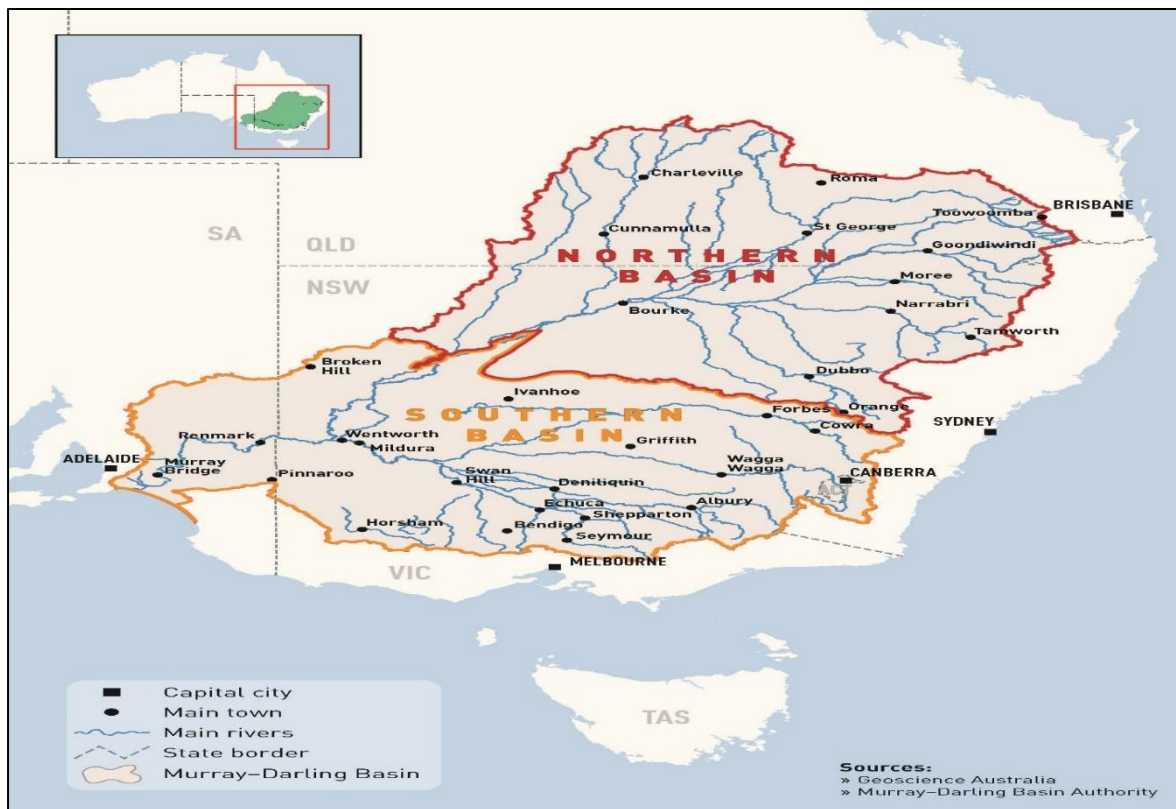 Charleville
Roma
BRISBANE
Toowoomba
Cunnamulla
St George
SA
QLD
Goondiwindi
NORTHERN
BASIN
NSW
Moree
Bourke
Narrabri
Tamworth
Broken
Hill
Dubbo
Ivanhoe
Orange
Forbes
SOUTHERN
BASIN
Cowra
SYDNEY
Renmark
Wentworth
Mildura
Griffith
ADELAIDE
Murray
Bridge
Pinnaroo
Swan
Hill
Wagga
Wagga
CANBERRA
ACT
Deniliquin
Echuca
Albury
Shepparton
Horsham
Bendigo
Seymour
VIC
MELBOURNE
TAS
Capital city
Main town
Main rivers
State border
Murray–Darling Basin
Sources:
» Geoscience Australia
» Murray–Darling Basin Authority